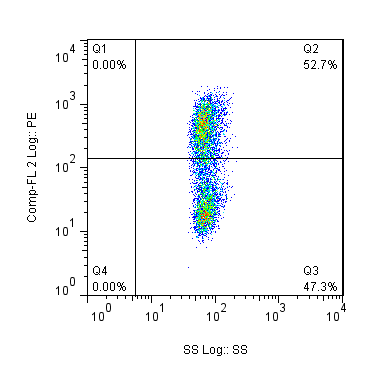 Q1
0.00%
Q2
52.7%
Q4
0.00%
Q3
47.3%
10^4
10^3
10^2
10^1
10^0
Comp-FL 2 Log:: PE
10^0 10^1 10^2 10^3 10^4
SS Log:: SS